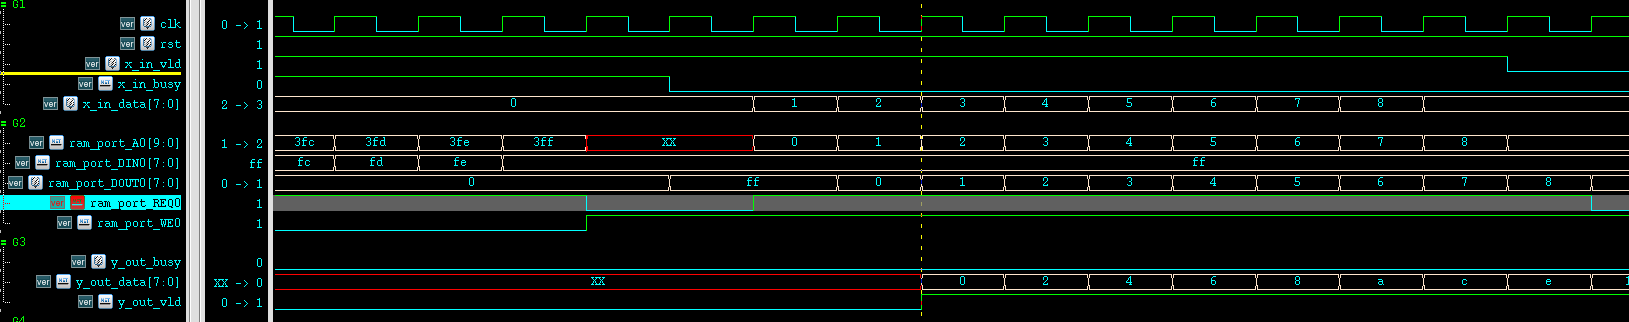 G1
ver clk 0 -> 1
ver rst 1
ver x_in_vld 1
ver x_in_busy 0
ver x_in_data[7:0] 2 -> 3 0 1 2 3 4 5 6 7 8
G2
ver NET ram_port_A0[9:0] 1 -> 2 3fc 3fd 3fe 3ff XX 0 1 2 3 4 5 6 7 8
ver NET ram_port_DIN0[7:0] ff fc fd fe ff
ver ram_port_DOUT0[7:0] 0 -> 1 0 ff 0 1 2 3 4 5 6 7 8
ver ram_port_REQ0 1
ver NET ram_port_WE0 1
G3
ver y_out_busy 0
ver NET y_out_data[7:0] XX -> 0 XX 0 2 4 6 8 a c e 1
ver NET y_out_vld 0 -> 1
G4